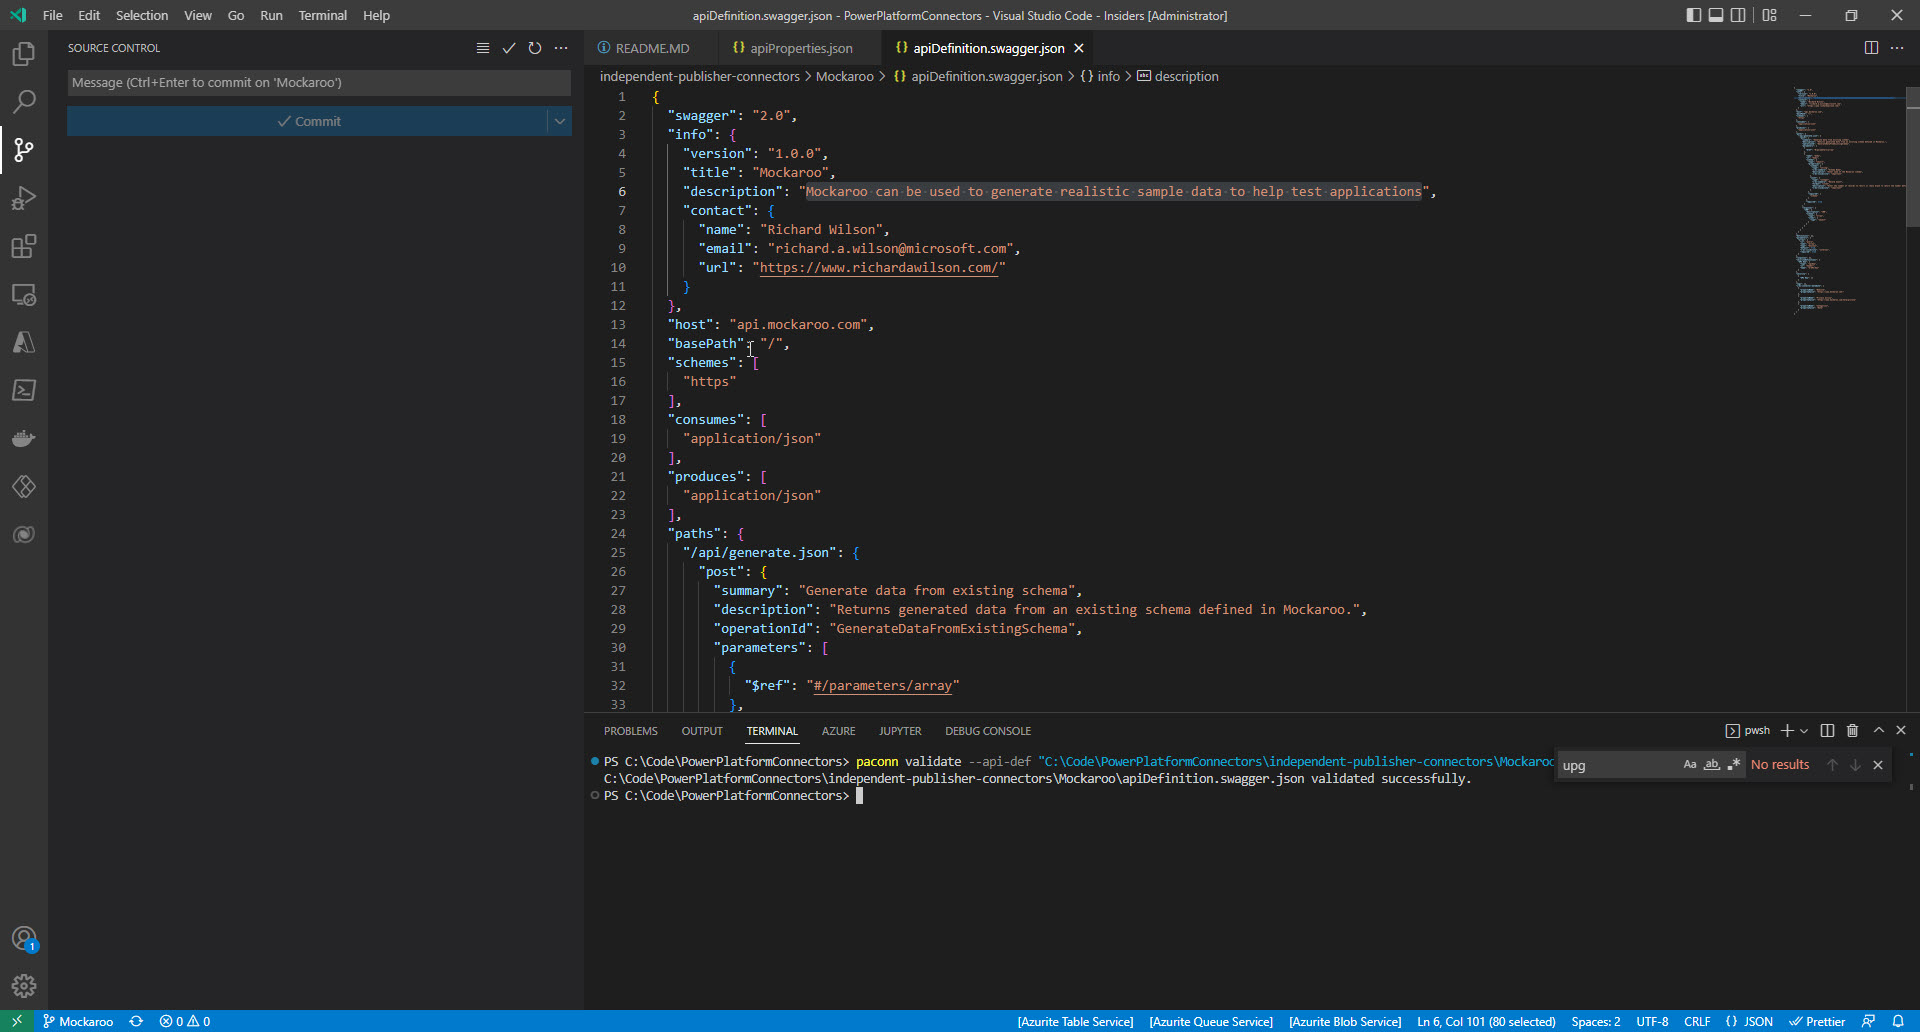 File Edit Selection View Go Run Terminal Help
apiDefinition.swagger.json - PowerPlatformConnectors - Visual Studio Code - Insiders [Administrator]
SOURCE CONTROL
Message (Ctrl+Enter to commit on 'Mockaroo')
Commit
README.MD
{} apiProperties.json
{} apiDefinition.swagger.json
independent-publisher-connectors > Mockaroo > {} apiDefinition.swagger.json > {} info > abc description
1 {
2 "swagger": "2.0",
3 "info": {
4 "version": "1.0.0",
5 "title": "Mockaroo",
6 "description": "Mockaroo can be used to generate realistic sample data to help test applications",
7 "contact": {
8 "name": "Richard Wilson",
9 "email": "richard.a.wilson@microsoft.com",
10 "url": "https://www.richardawilson.com/"
11 }
12 },
13 "host": "api.mockaroo.com",
14 "basePath": "/",
15 "schemes": [
16 "https"
17 ],
18 "consumes": [
19 "application/json"
20 ],
21 "produces": [
22 "application/json"
23 ],
24 "paths": {
25 "/api/generate.json": {
26 "post": {
27 "summary": "Generate data from existing schema",
28 "description": "Returns generated data from an existing schema defined in Mockaroo.",
29 "operationId": "GenerateDataFromExistingSchema",
30 "parameters": [
31 {
32 "$ref": "#/parameters/array"
33 },
PROBLEMS OUTPUT TERMINAL AZURE JUPYTER DEBUG CONSOLE
pwsh
PS C:\Code\PowerPlatformConnectors> paconn validate --api-def "C:\Code\PowerPlatformConnectors\independent-publisher-connectors\Mockaroo
C:\Code\PowerPlatformConnectors\independent-publisher-connectors\Mockaroo\apiDefinition.swagger.json validated successfully.
PS C:\Code\PowerPlatformConnectors>
upg Aa ab .* No results
1
Mockaroo 0 0
[Azurite Table Service] [Azurite Queue Service] [Azurite Blob Service] Ln 6, Col 101 (80 selected) Spaces: 2 UTF-8 CRLF {} JSON Prettier